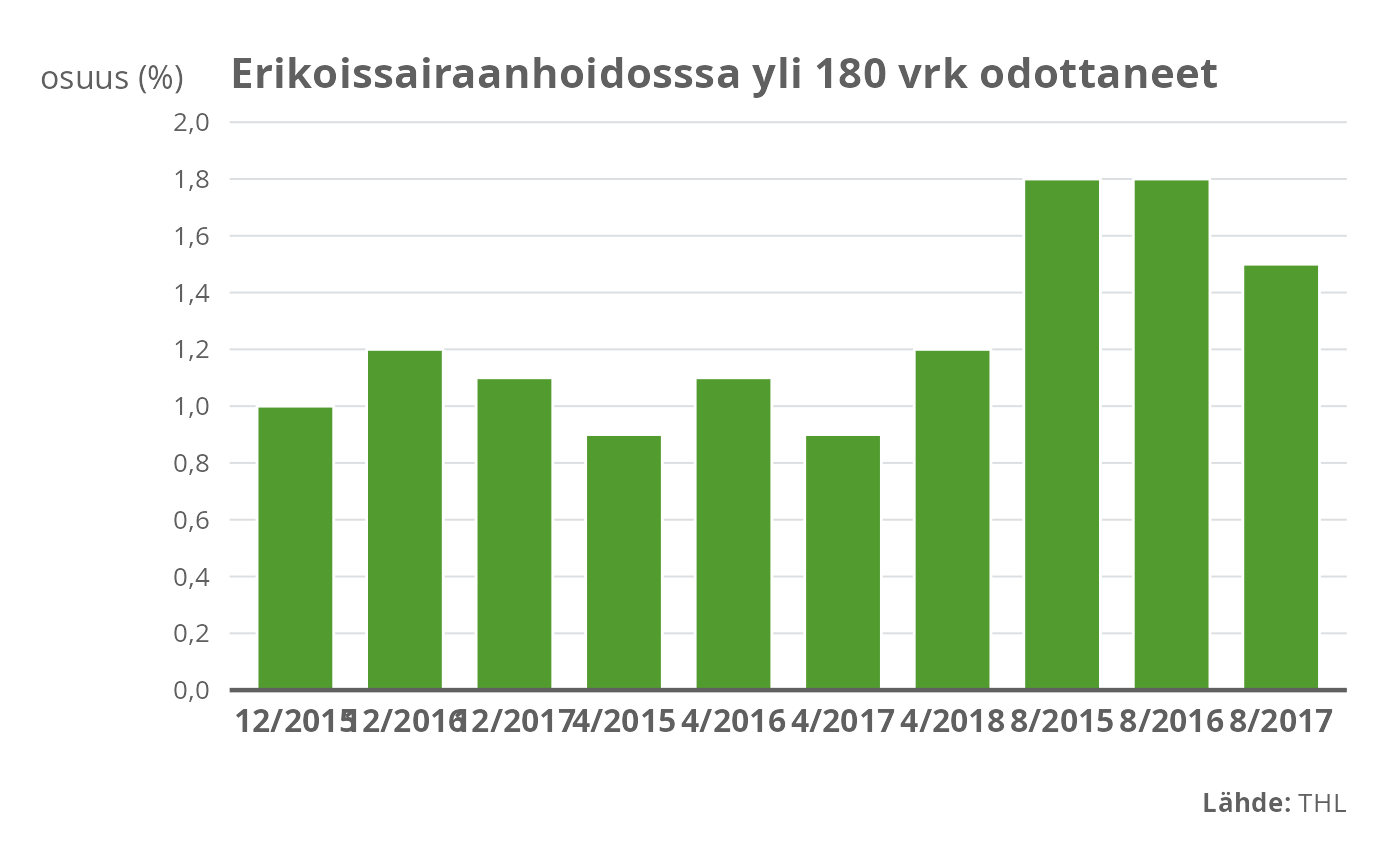 osuus (%)
Erikoissairaanhoidosssa yli 180 vrk odottaneet
2,0
1,8
1,6
1,4
1,2
1,0
0,8
0,6
0,4
0,2
0,0
12/2015 12/2016 12/2017 4/2015 4/2016 4/2017 4/2018 8/2015 8/2016 8/2017
Lähde: THL